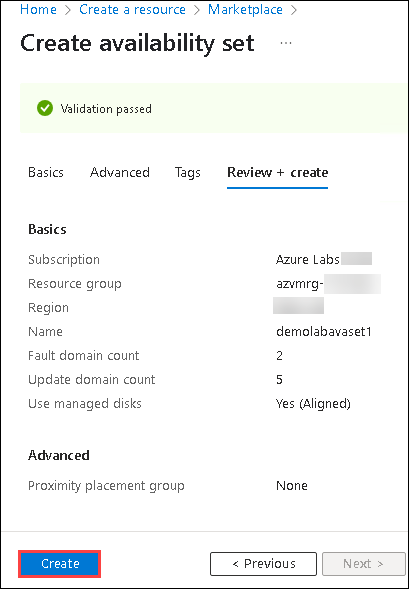 Home > Create a resource > Marketplace >
Create availability set ...
Validation passed
Basics Advanced Tags Review + create
Basics
Subscription Azure Labs
Resource group azvmrg-
Region
Name demolabavaset1
Fault domain count 2
Update domain count 5
Use managed disks Yes (Aligned)
Advanced
Proximity placement group None
Create < Previous Next >